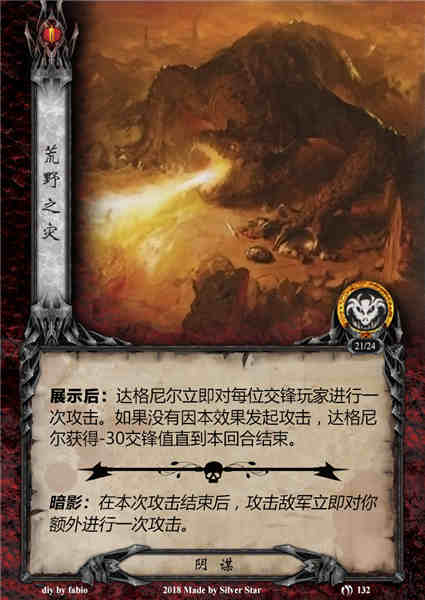 荒野之灾
21/24
展示后：达格尼尔立即对每位交锋玩家进行一
次攻击。如果没有因本效果发起攻击，达格尼
尔获得-30交锋值直到本回合结束。
暗影：在本次攻击结束后，攻击敌军立即对你
额外进行一次攻击。
阴谋
diy by fabio
2018 Made by Silver Star
132